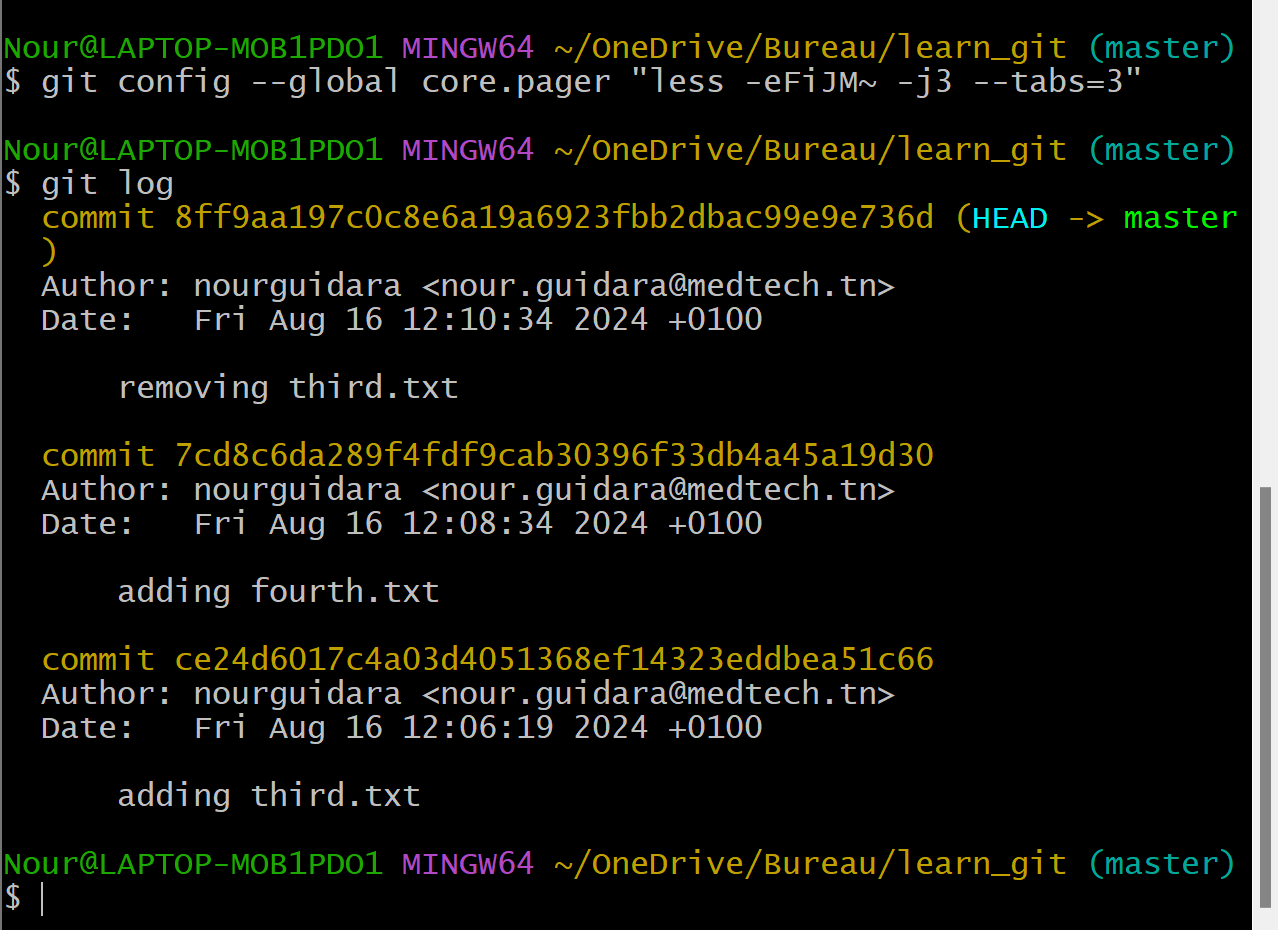 Nour@LAPTOP-MOB1PDO1 MINGW64 ~/OneDrive/Bureau/learn_git (master)
$ git config --global core.pager "less -eFiJM~ -j3 --tabs=3"
Nour@LAPTOP-MOB1PDO1 MINGW64 ~/OneDrive/Bureau/learn_git (master)
$ git log
commit 8ff9aa197c0c8e6a19a6923fbb2dbac99e9e736d (HEAD -> master
)
Author: nourguidara <nour.guidara@medtech.tn>
Date:   Fri Aug 16 12:10:34 2024 +0100
removing third.txt
commit 7cd8c6da289f4fdf9cab30396f33db4a45a19d30
Author: nourguidara <nour.guidara@medtech.tn>
Date:   Fri Aug 16 12:08:34 2024 +0100
adding fourth.txt
commit ce24d6017c4a03d4051368ef14323eddbea51c66
Author: nourguidara <nour.guidara@medtech.tn>
Date:   Fri Aug 16 12:06:19 2024 +0100
adding third.txt
Nour@LAPTOP-MOB1PDO1 MINGW64 ~/OneDrive/Bureau/learn_git (master)
$